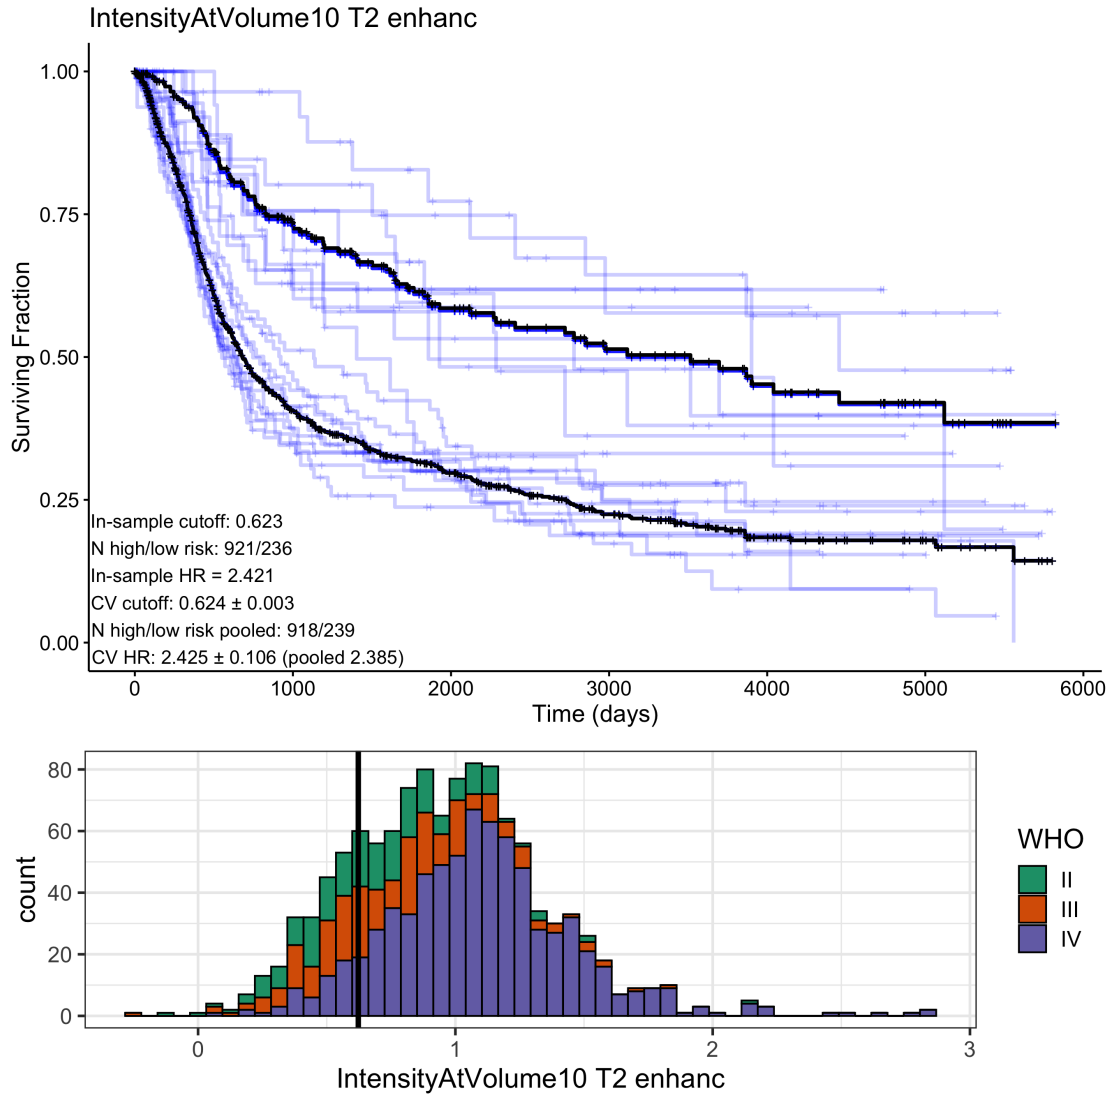 IntensityAtVolume10 T2 enhanc
1.00
0.75
0.50
0.25
0.00
Surviving Fraction
In-sample cutoff: 0.623
N high/low risk: 921/236
In-sample HR = 2.421
CV cutoff: 0.624 ± 0.003
N high/low risk pooled: 918/239
CV HR: 2.425 ± 0.106 (pooled 2.385)
0 1000 2000 3000 4000 5000 6000
Time (days)
80
60
40
20
0
count
0 1 2 3
IntensityAtVolume10 T2 enhanc
WHO
II
III
IV